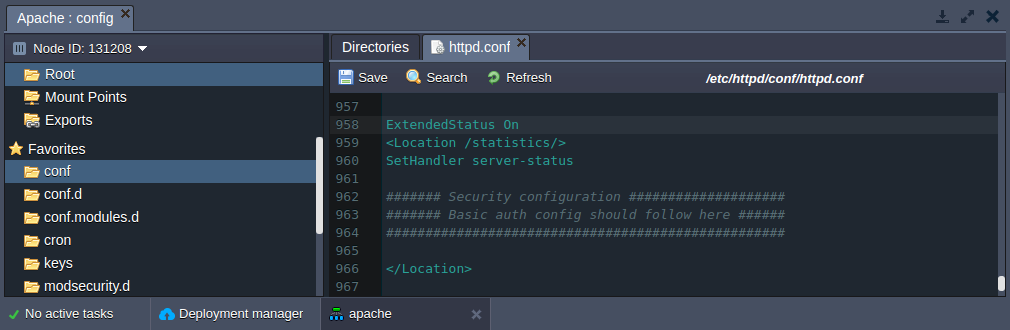 Apache : config
Node ID: 131208
Root
Mount Points
Exports
Favorites
conf
conf.d
conf.modules.d
cron
keys
modsecurity.d
Directories
httpd.conf
Save
Search
Refresh
/etc/httpd/conf/httpd.conf
957
958 ExtendedStatus On
959 <Location /statistics/>
960 SetHandler server-status
961
962 ####### Security configuration ####################
963 ####### Basic auth config should follow here ######
964 ###################################################
965
966 </Location>
967
No active tasks
Deployment manager
apache